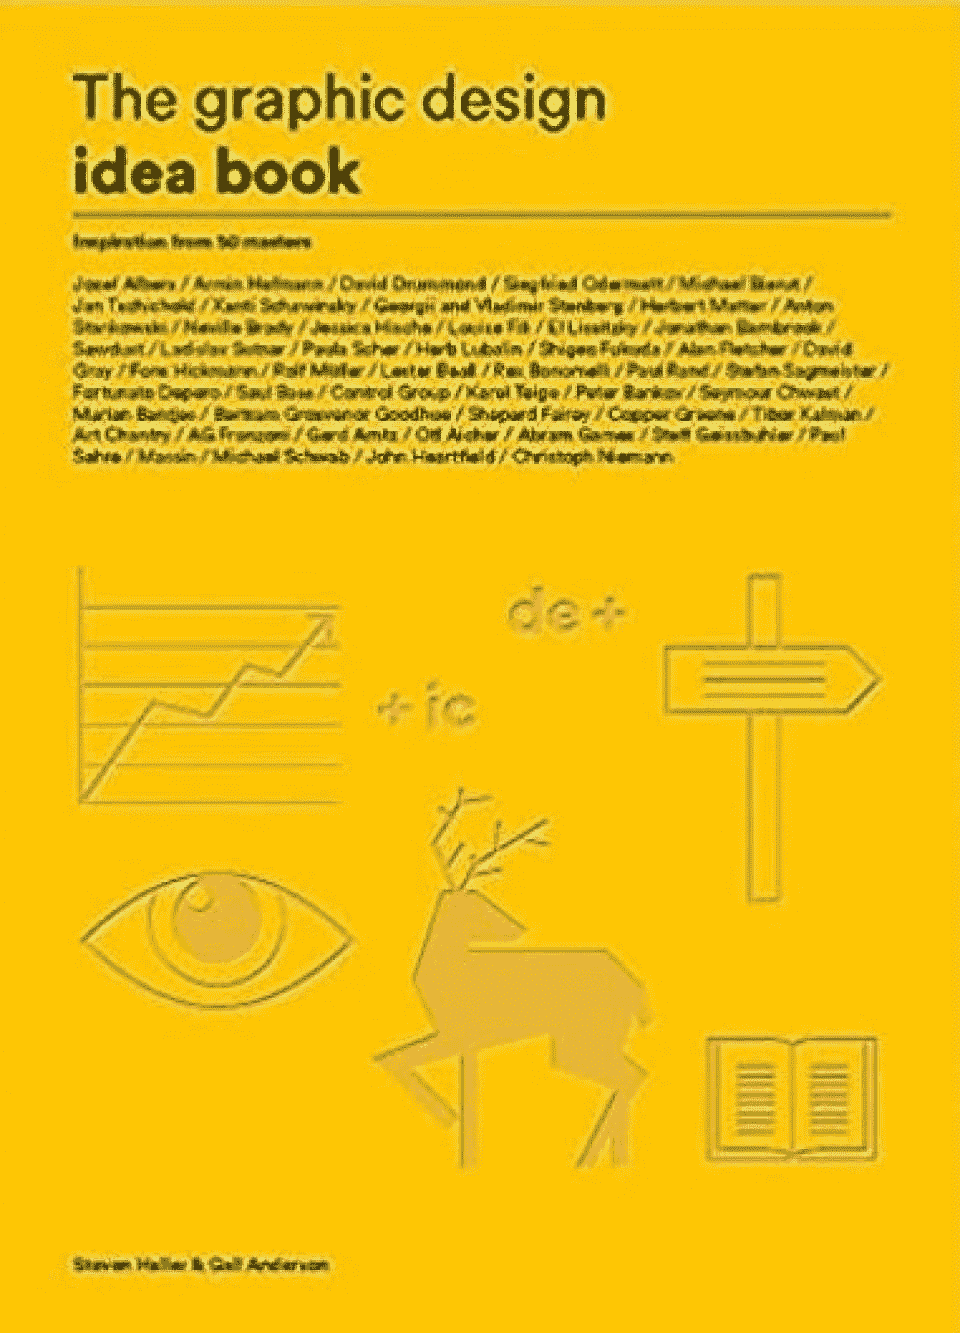 The graphic design
idea book
Inspiration from 50 masters
Josef Albers / Armin Hofmann / David Drummond / Siegfried Odermatt / Michael Bierut /
Jan Tschichold / Xanti Schawinsky / Georgii and Vladimir Stenberg / Herbert Matter / Anton
Stankowski / Neville Brody / Jessica Hische / Louise Fili / El Lissitzky / Jonathan Barnbrook /
Sawdust / Ladislav Sutnar / Paula Scher / Herb Lubalin / Shigeo Fukuda / Alan Fletcher / David
Gray / Fons Hickmann / Rolf Müller / Lester Beall / Rex Bonomelli / Paul Rand / Stefan Sagmeister /
Fortunato Depero / Saul Bass / Control Group / Karel Teige / Peter Bankov / Seymour Chwast /
Marian Bantjes / Bertram Grosvenor Goodhue / Shepard Fairey / Copper Greene / Tibor Kalman /
Art Chantry / AG Fronzoni / Gerd Arntz / Otl Aicher / Abram Games / Steff Geissbuhler / Paul
Sahre / Massin / Michael Schwab / John Heartfield / Christoph Niemann
de +
+ ic
Steven Heller & Gail Anderson